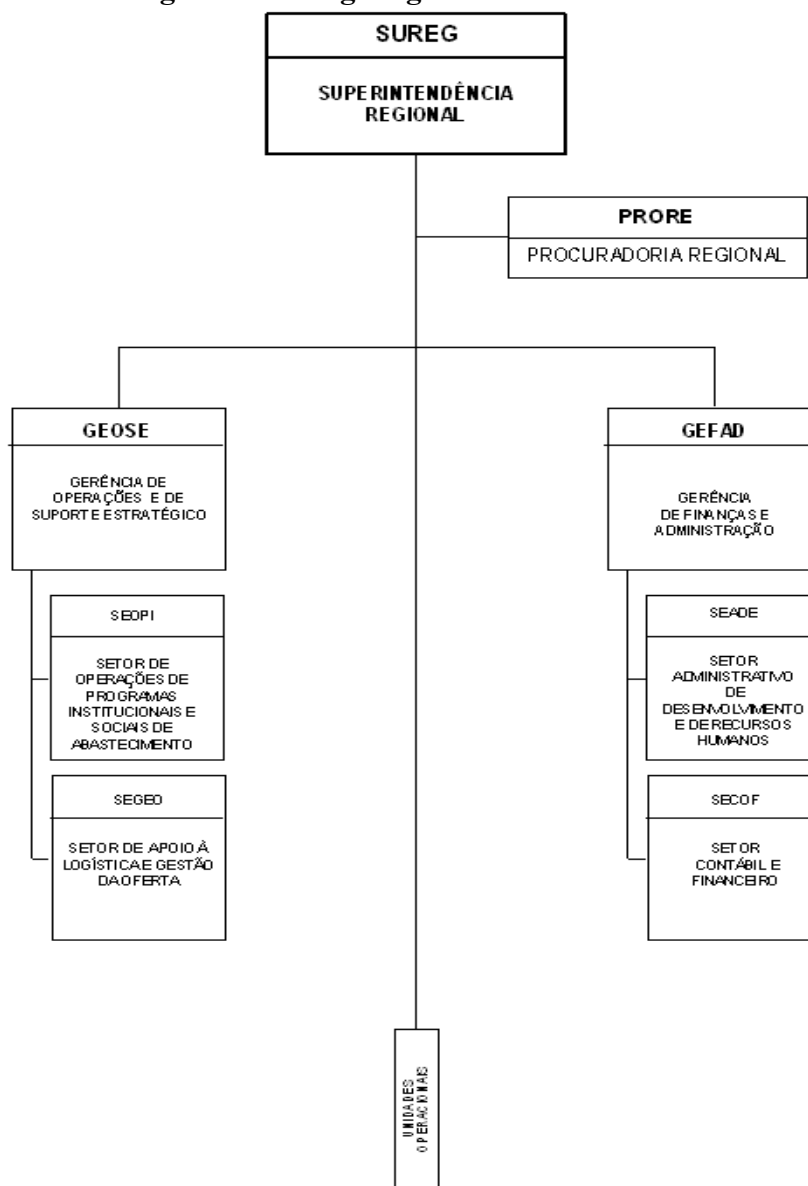 SUREG
SUPERINTENDÊNCIA
REGIONAL
PRORE
PROCURADORIA REGIONAL
GEOSE
GERÊNCIA DE
OPERAÇÕES E DE
SUPORTE ESTRATÉGICO
GEFAD
GERÊNCIA
DE FINANÇAS E
ADMINISTRAÇÃO
SEOPI
SETOR DE
OPERAÇÕES DE
PROGRAMAS
INSTITUCIONAIS E
SOCIAIS DE
ABASTECIMENTO
SEADE
SETOR
ADMINISTRATIVO
DE
DESENVOLVIMENTO
E DE RECURSOS
HUMANOS
SEGEO
SETOR DE APOIO À
LOGÍSTICA E GESTÃO
DA OFERTA
SECOF
SETOR
CONTÁBIL E
FINANCEIRO
UNIDADES
OPERACIONAIS